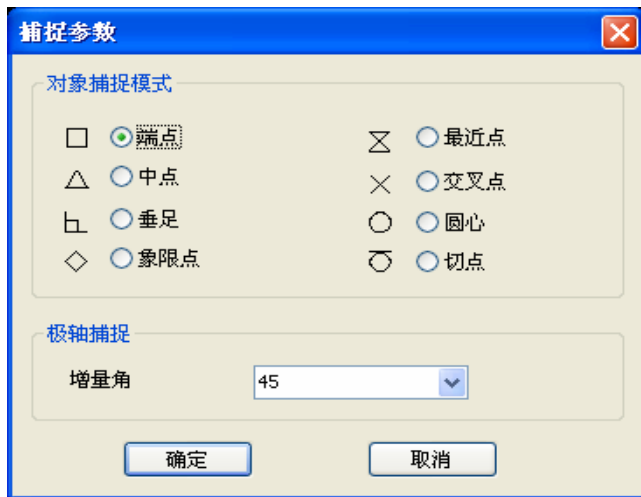 捕捉参数
对象捕捉模式
端点 最近点
中点 交叉点
垂足 圆心
象限点 切点
极轴捕捉
增量角 45
确定 取消